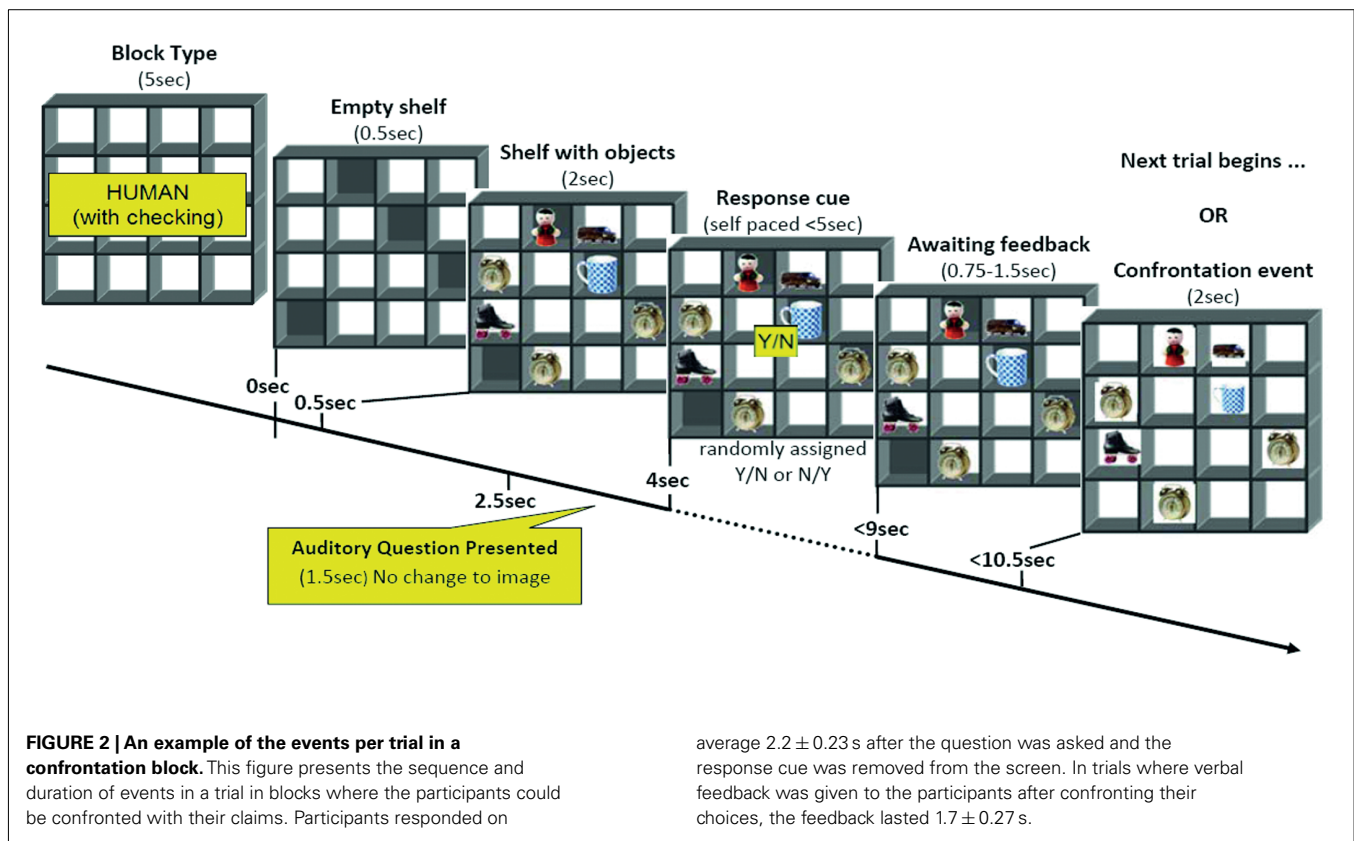 Block Type
(5sec)
HUMAN
(with checking)
Empty shelf
(0.5sec)
Shelf with objects
(2sec)
Response cue
(self paced <5sec)
Y/N
randomly assigned
Y/N or N/Y
Awaiting feedback
(0.75-1.5sec)
Next trial begins ...
OR
Confrontation event
(2sec)
0sec
0.5sec
2.5sec
4sec
<9sec
<10.5sec
Auditory Question Presented
(1.5sec) No change to image
FIGURE 2 | An example of the events per trial in a
confrontation block. This figure presents the sequence and
duration of events in a trial in blocks where the participants could
be confronted with their claims. Participants responded on
average 2.2 ± 0.23 s after the question was asked and the
response cue was removed from the screen. In trials where verbal
feedback was given to the participants after confronting their
choices, the feedback lasted 1.7 ± 0.27 s.